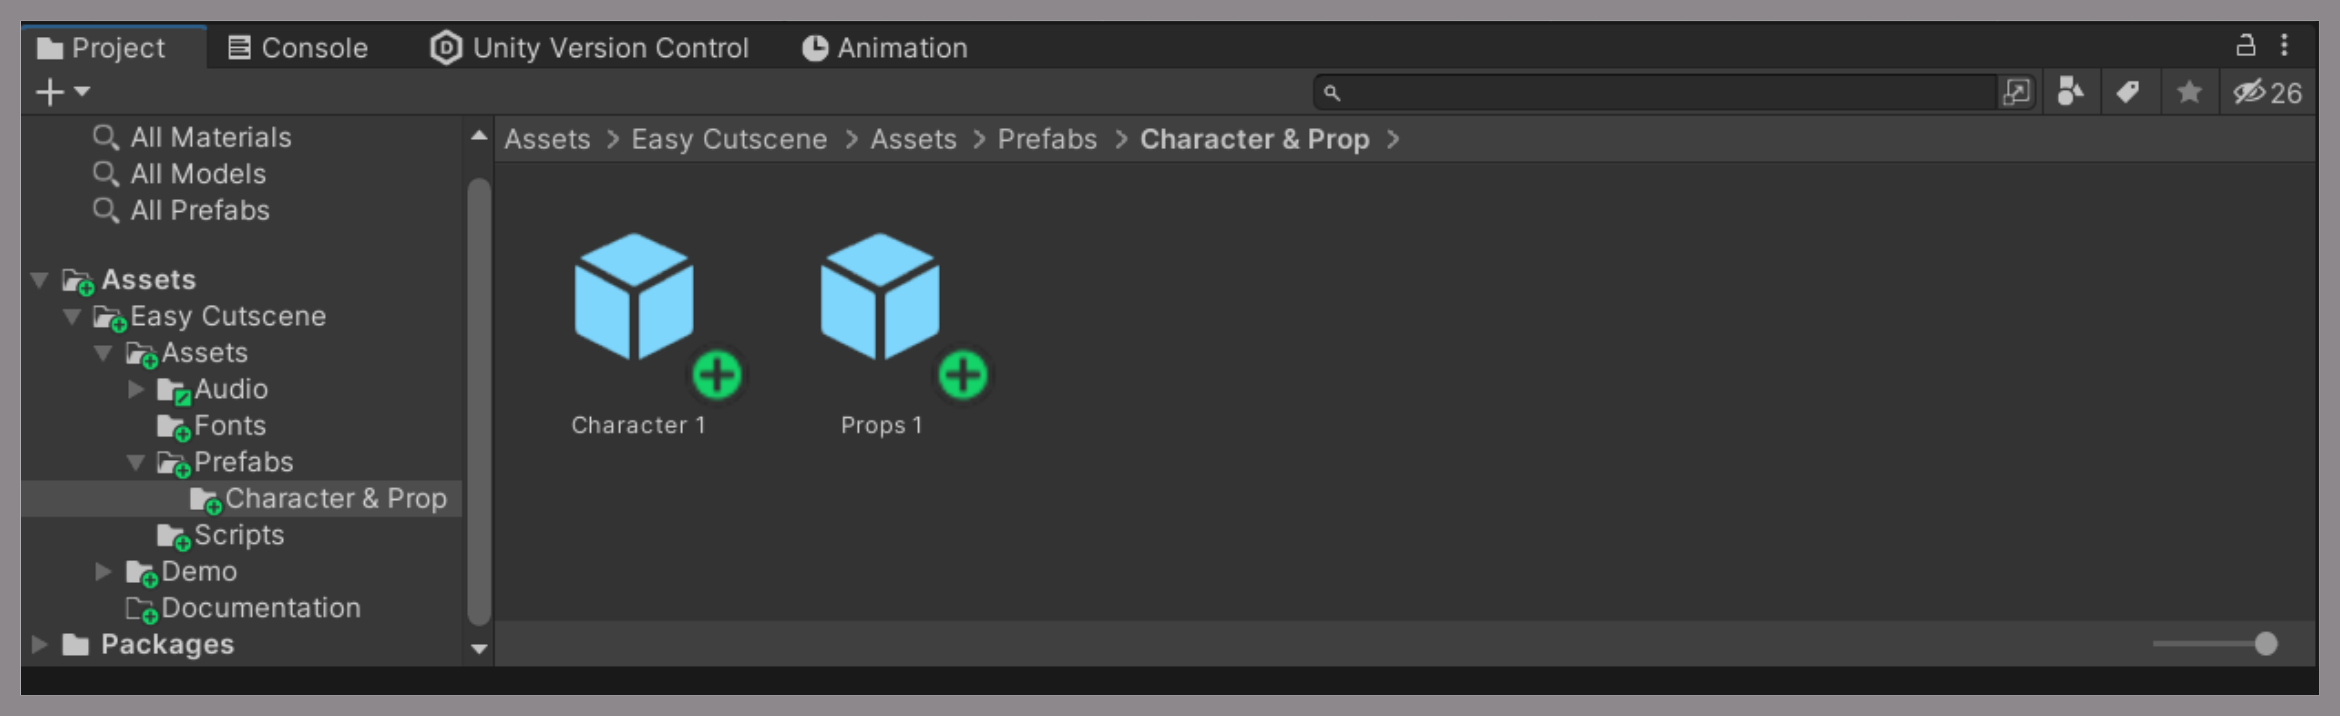 Project
Console
Unity Version Control
Animation
26
All Materials
All Models
All Prefabs
Assets
Easy Cutscene
Assets
Audio
Fonts
Prefabs
Character & Prop
Scripts
Demo
Documentation
Packages
Assets > Easy Cutscene > Assets > Prefabs > Character & Prop >
Character 1
Props 1